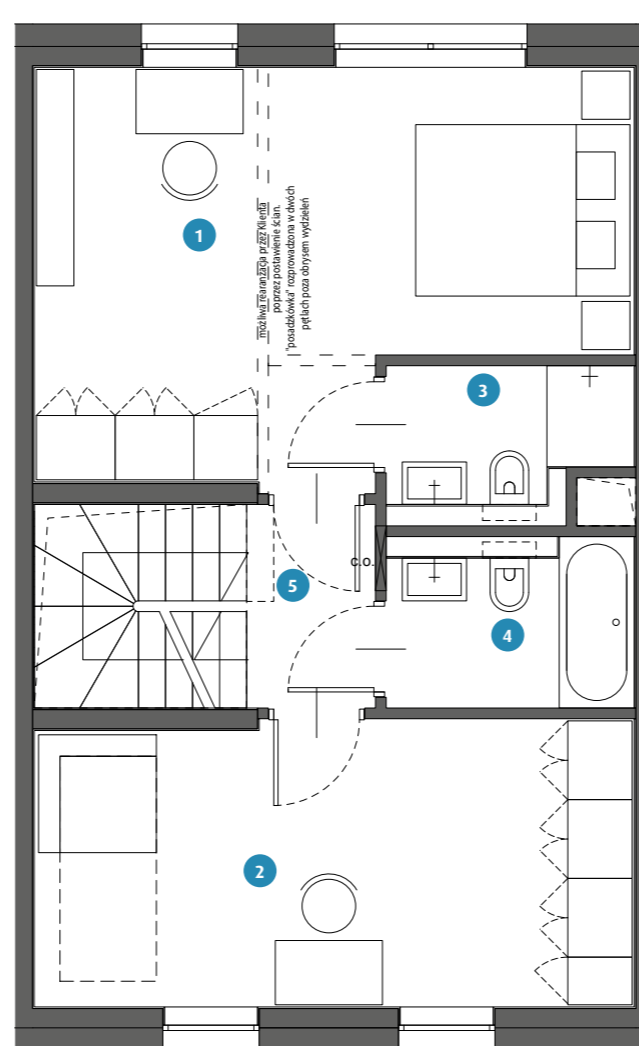 1
możliwa rearanżacja przez Klienta
poprzez postawienie ścian.
"posadzkówka" rozprowadzona w dwóch
pętlach poza obrysem wydzieleń
3
c.o.
5
4
2